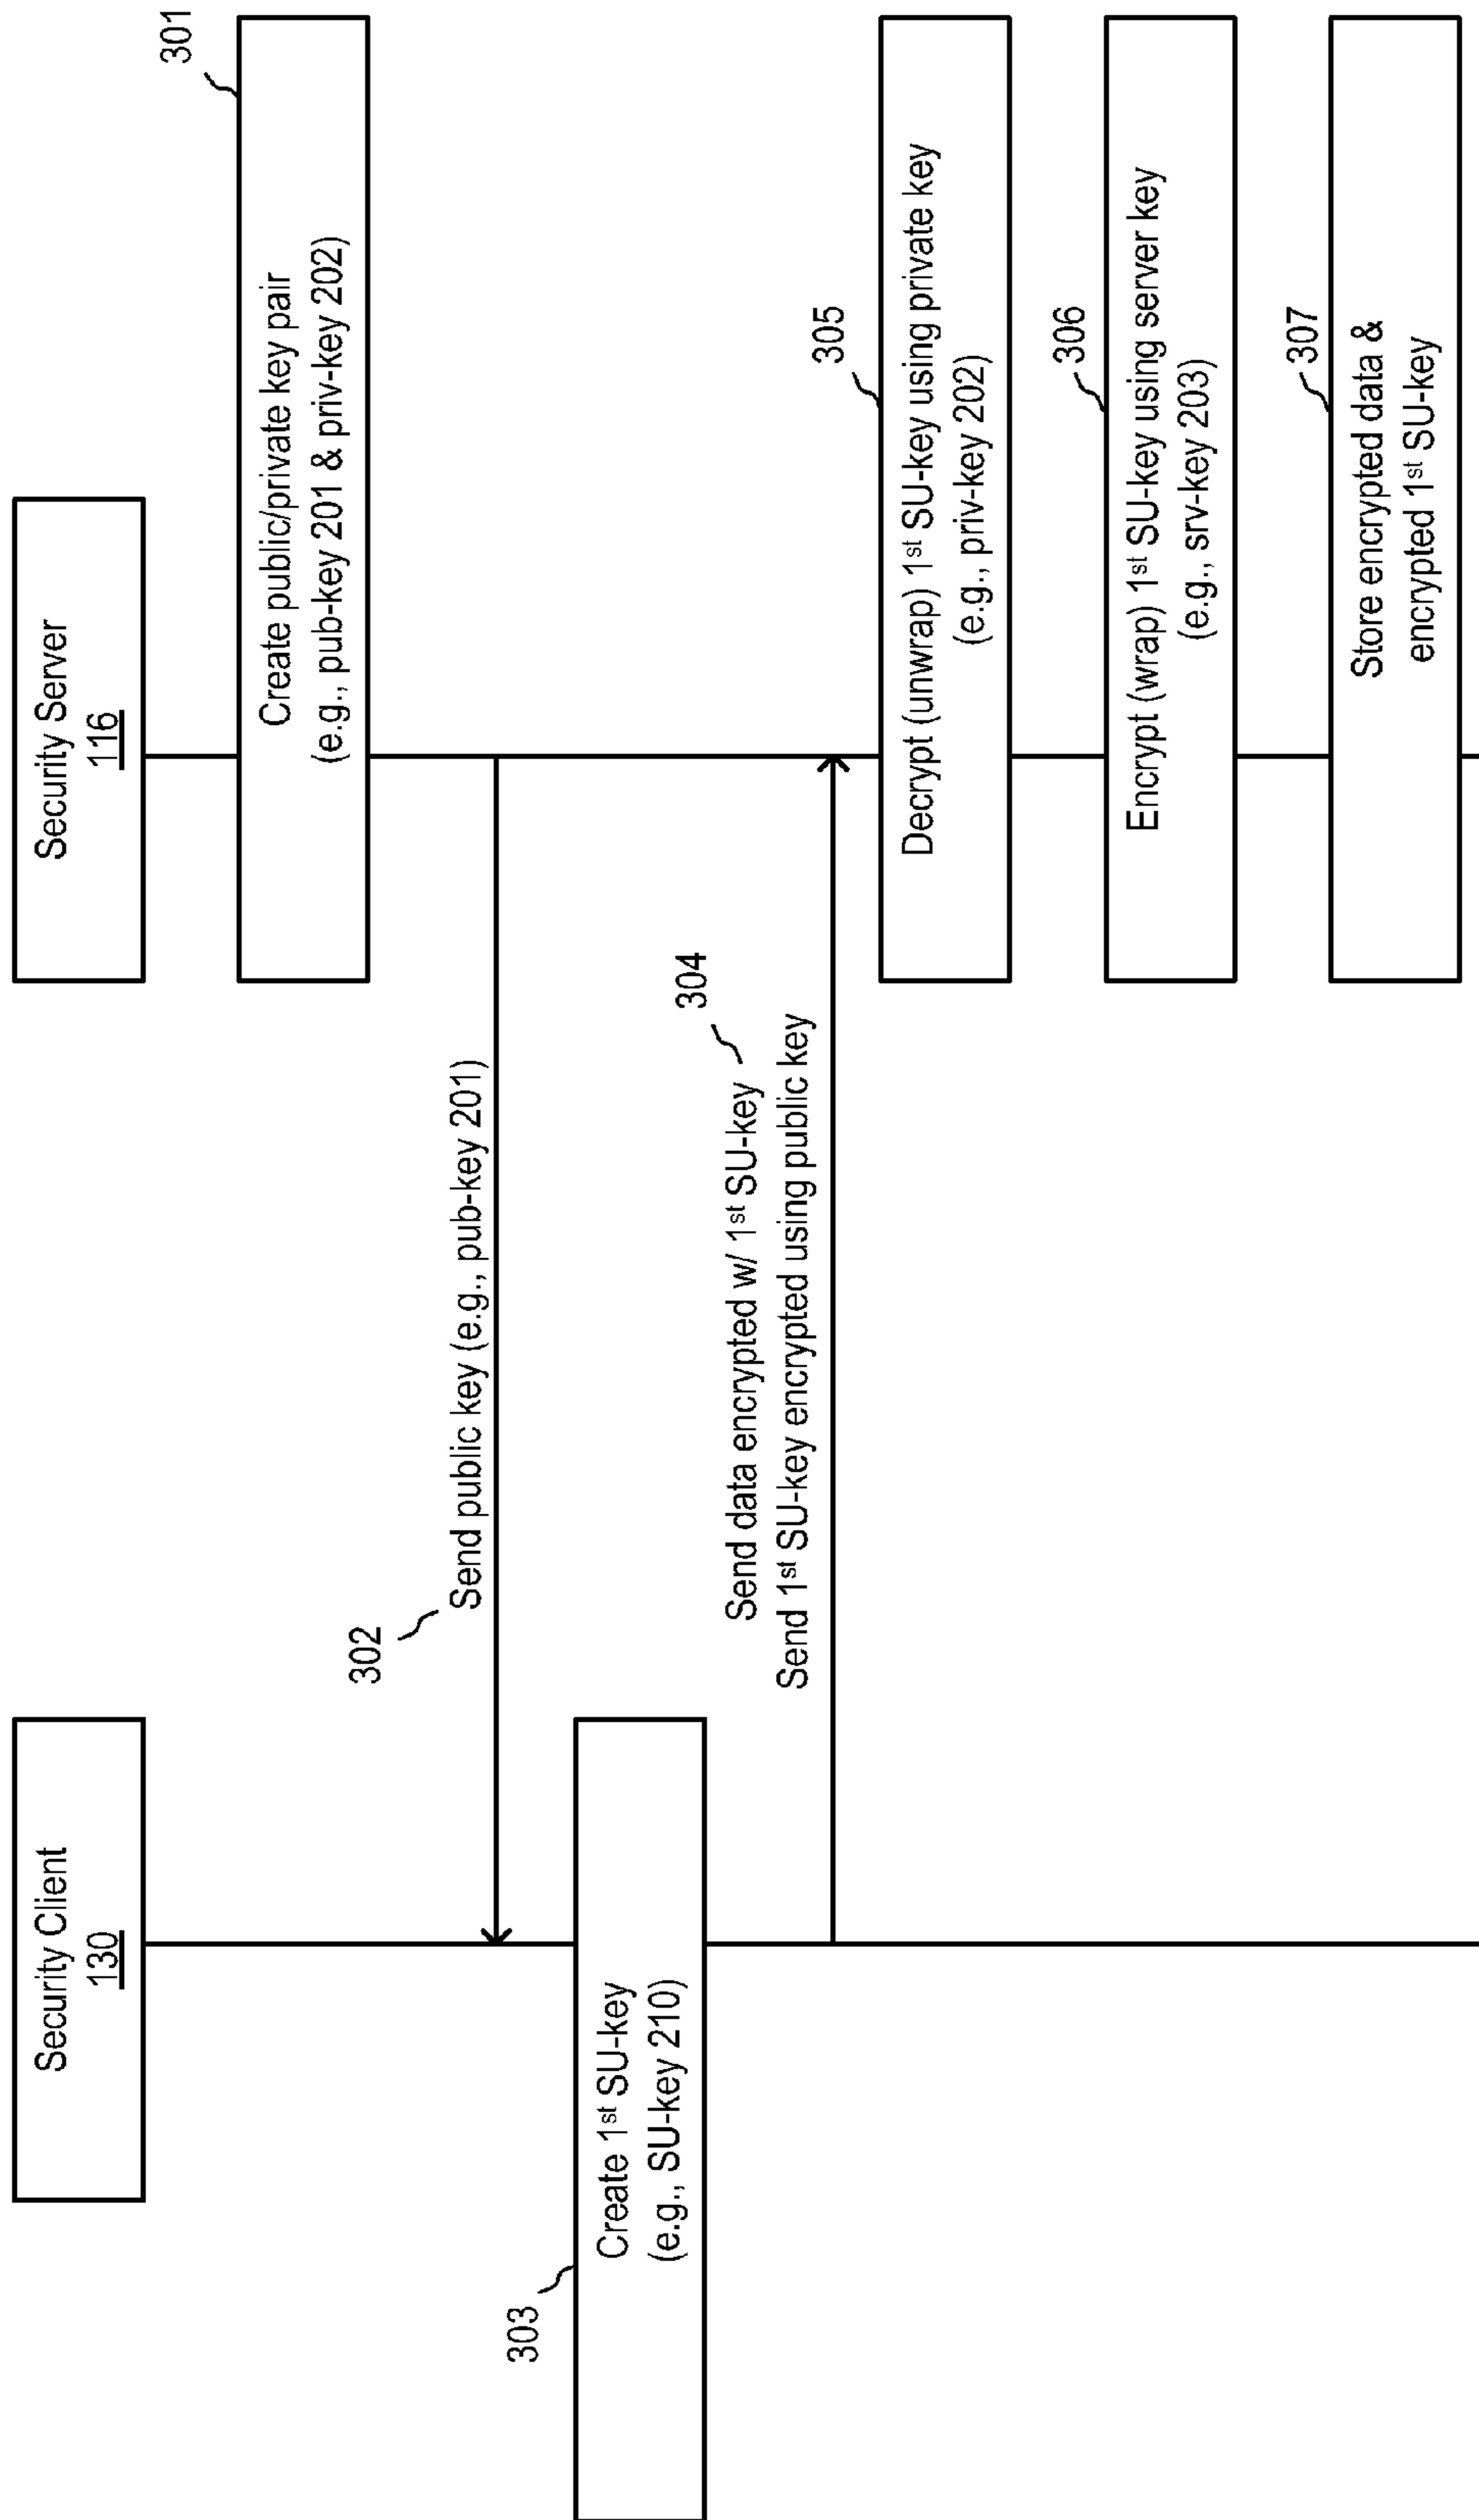 Security Client
130
Security Server
116
301
Create public/private key pair
(e.g., pub-key 201 & priv-key 202)
302
Send public key (e.g., pub-key 201)
303
Create 1st SU-key
(e.g., SU-key 210)
304
Send data encrypted w/ 1st SU-key
Send 1st SU-key encrypted using public key
305
Decrypt (unwrap) 1st SU-key using private key
(e.g., priv-key 202)
306
Encrypt (wrap) 1st SU-key using server key
(e.g., srv-key 203)
307
Store encrypted data &
encrypted 1st SU-key